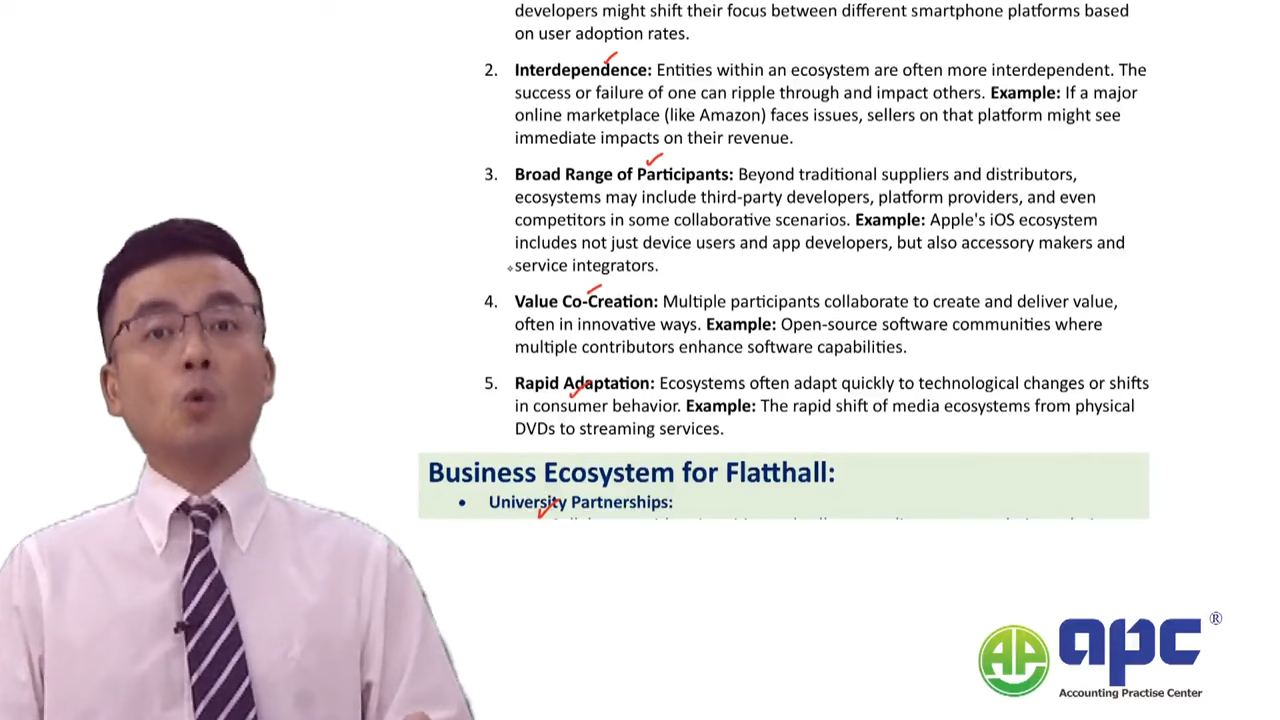 developers might shift their focus between different smartphone platforms based
on user adoption rates.
2. Interdependence: Entities within an ecosystem are often more interdependent. The
success or failure of one can ripple through and impact others. Example: If a major
online marketplace (like Amazon) faces issues, sellers on that platform might see
immediate impacts on their revenue.
3. Broad Range of Participants: Beyond traditional suppliers and distributors,
ecosystems may include third-party developers, platform providers, and even
competitors in some collaborative scenarios. Example: Apple's iOS ecosystem
includes not just device users and app developers, but also accessory makers and
service integrators.
4. Value Co-Creation: Multiple participants collaborate to create and deliver value,
often in innovative ways. Example: Open-source software communities where
multiple contributors enhance software capabilities.
5. Rapid Adaptation: Ecosystems often adapt quickly to technological changes or shifts
in consumer behavior. Example: The rapid shift of media ecosystems from physical
DVDs to streaming services.
Business Ecosystem for Flatthall:
• University Partnerships:
AP apc ®
Accounting Practise Center